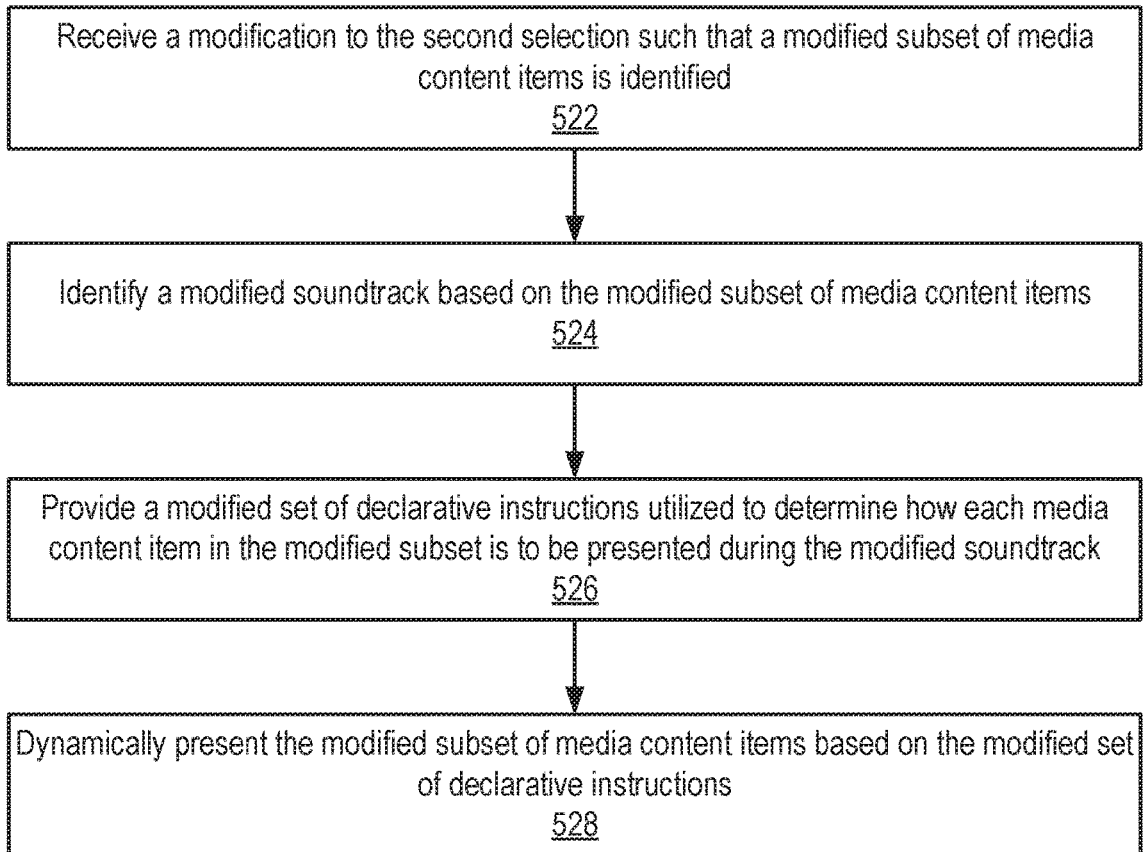 Receive a modification to the second selection such that a modified subset of media
content items is identified
522
Identify a modified soundtrack based on the modified subset of media content items
524
Provide a modified set of declarative instructions utilized to determine how each media
content item in the modified subset is to be presented during the modified soundtrack
526
Dynamically present the modified subset of media content items based on the modified set
of declarative instructions
528